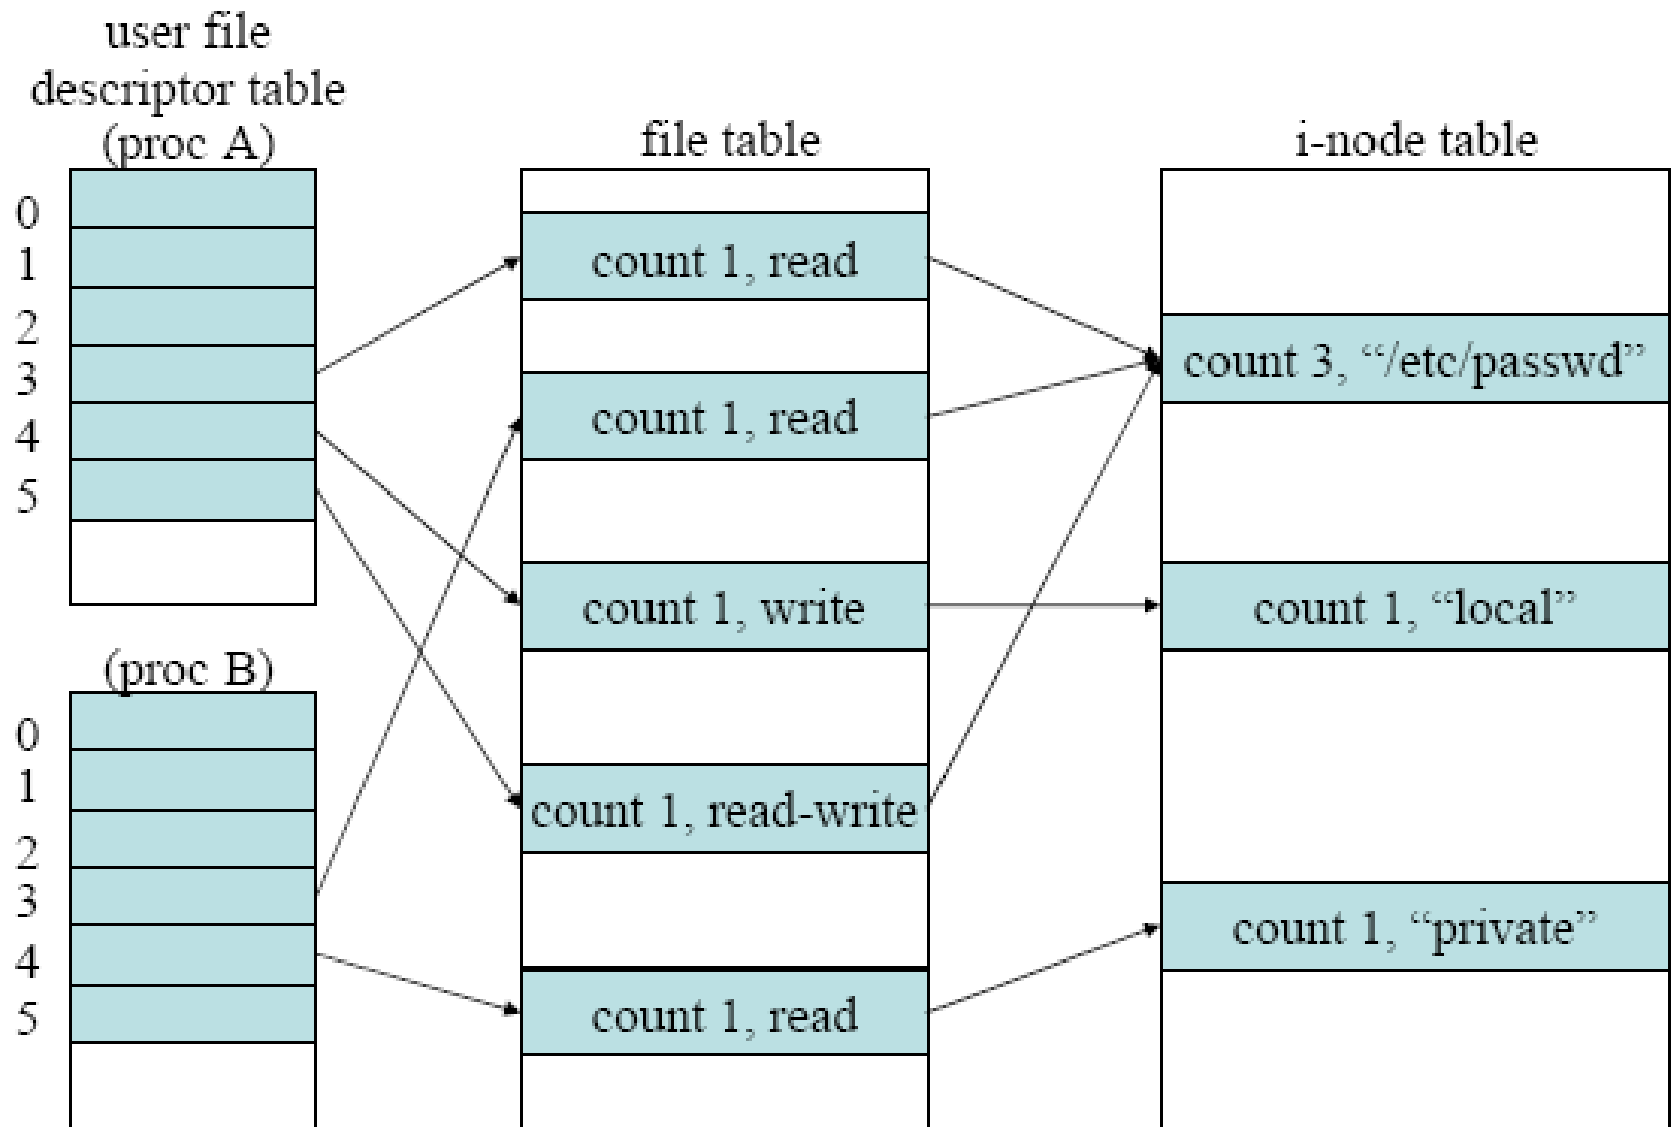 user file
descriptor table
(proc A)
0
1
2
3
4
5
(proc B)
0
1
2
3
4
5
file table
count 1, read
count 1, read
count 1, write
count 1, read-write
count 1, read
i-node table
count 3, “/etc/passwd”
count 1, “local”
count 1, “private”